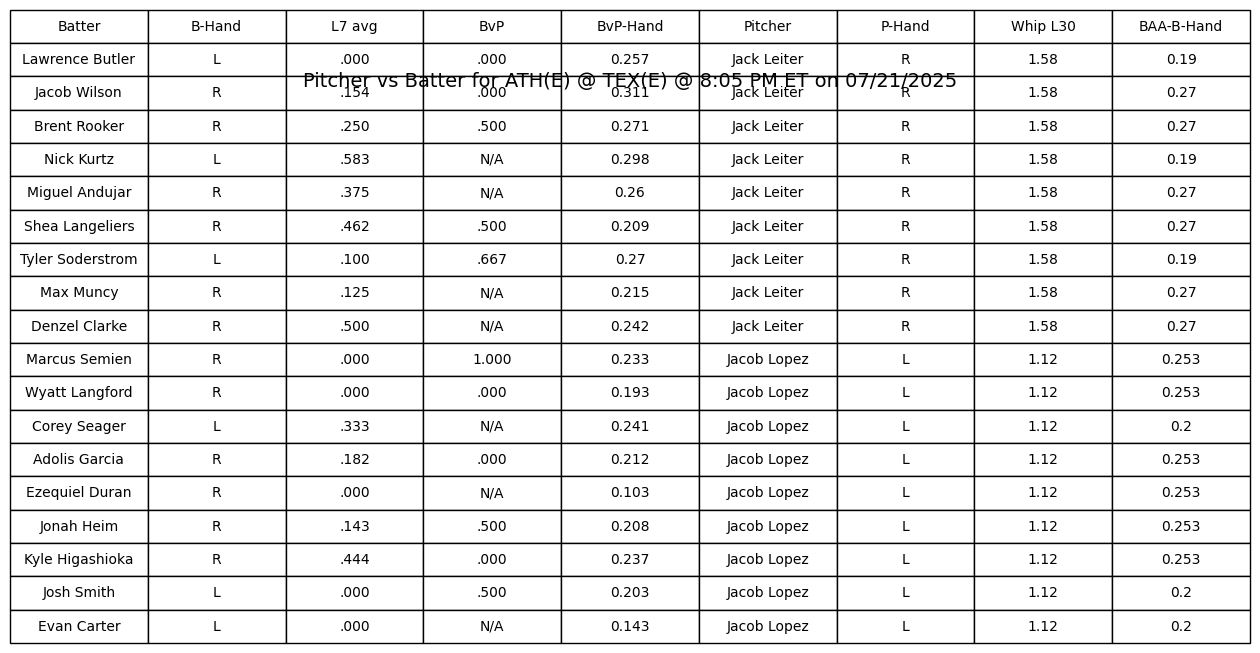 Batter B-Hand L7 avg BvP BvP-Hand Pitcher P-Hand Whip L30 BAA-B-Hand
Lawrence Butler L .000 .000 0.257 Jack Leiter R 1.58 0.19
Pitcher vs Batter for ATH(E) @ TEX(E) @ 8:05 PM ET on 07/21/2025
Jacob Wilson R .154 .000 0.311 Jack Leiter R 1.58 0.27
Brent Rooker R .250 .500 0.271 Jack Leiter R 1.58 0.27
Nick Kurtz L .583 N/A 0.298 Jack Leiter R 1.58 0.19
Miguel Andujar R .375 N/A 0.26 Jack Leiter R 1.58 0.27
Shea Langeliers R .462 .500 0.209 Jack Leiter R 1.58 0.27
Tyler Soderstrom L .100 .667 0.27 Jack Leiter R 1.58 0.19
Max Muncy R .125 N/A 0.215 Jack Leiter R 1.58 0.27
Denzel Clarke R .500 N/A 0.242 Jack Leiter R 1.58 0.27
Marcus Semien R .000 1.000 0.233 Jacob Lopez L 1.12 0.253
Wyatt Langford R .000 .000 0.193 Jacob Lopez L 1.12 0.253
Corey Seager L .333 N/A 0.241 Jacob Lopez L 1.12 0.2
Adolis Garcia R .182 .000 0.212 Jacob Lopez L 1.12 0.253
Ezequiel Duran R .000 N/A 0.103 Jacob Lopez L 1.12 0.253
Jonah Heim R .143 .500 0.208 Jacob Lopez L 1.12 0.253
Kyle Higashioka R .444 .000 0.237 Jacob Lopez L 1.12 0.253
Josh Smith L .000 .500 0.203 Jacob Lopez L 1.12 0.2
Evan Carter L .000 N/A 0.143 Jacob Lopez L 1.12 0.2